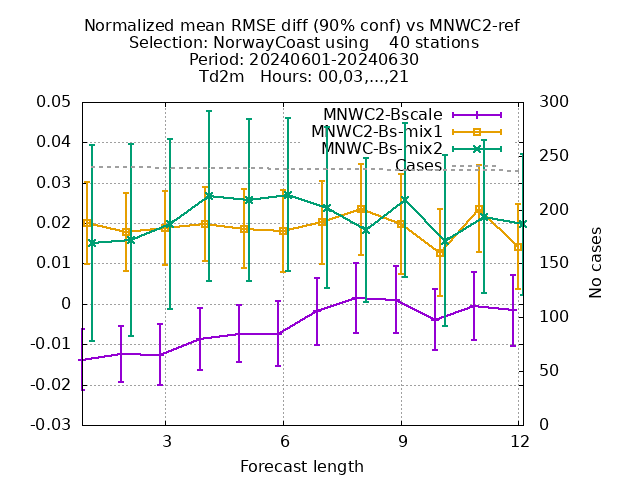 Normalized mean RMSE diff (90% conf) vs MNWC2-ref
Selection: NorwayCoast using    40 stations
Period: 20240601-20240630
Td2m   Hours: 00,03,...,21
MNWC2-Bscale
MNWC2-Bs-mix1
MNWC-Bs-mix2
Cases
0.05
0.04
0.03
0.02
0.01
0
-0.01
-0.02
-0.03
300
250
200
150
100
50
0
No cases
3
6
9
12
Forecast length